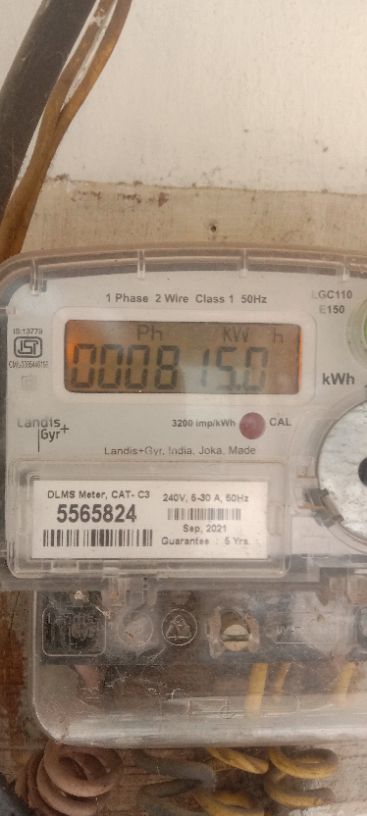 1 Phase 2 Wire Class 1 50Hz
LGC110
E150
IS:13779
ISI
Ph kW h
000815.0
kWh
Landis
Gyr+
3200 imp/kWh
CAL
Landis+Gyr, India, Joka, Made
DLMS Meter, CAT- C3
5565824
240V, 5-30 A, 50Hz
Sep, 2021
Guarantee : 5 Yrs.